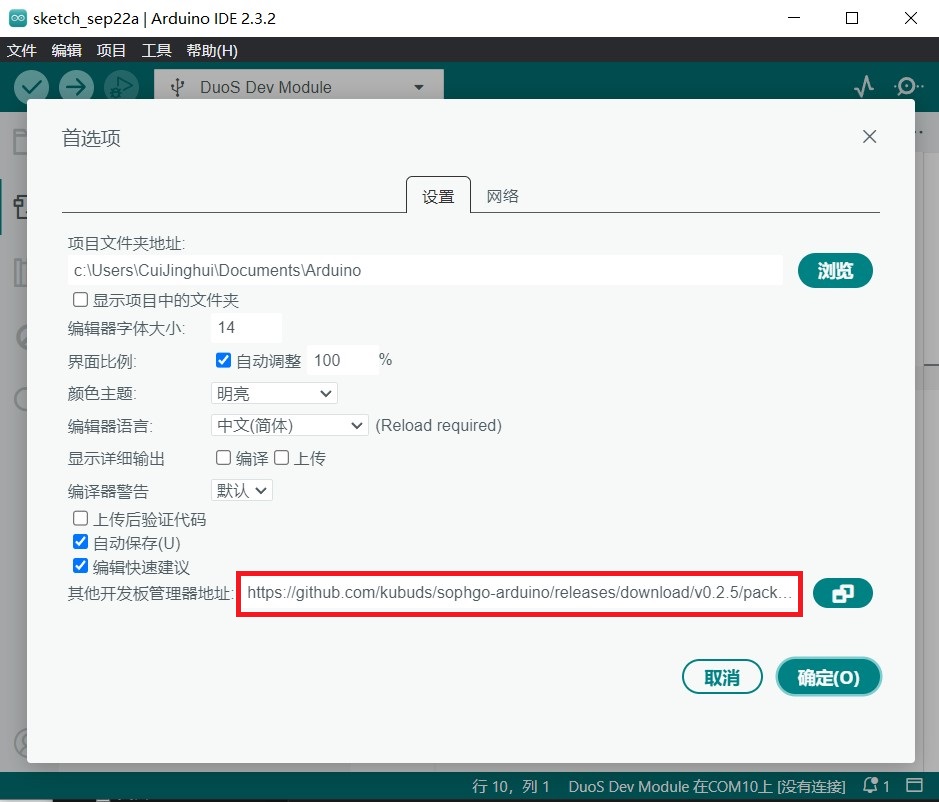 sketch_sep22a | Arduino IDE 2.3.2
文件 编辑 项目 工具 帮助(H)
DuoS Dev Module
首选项
设置 网络
项目文件夹地址:
c:\Users\CuiJinghui\Documents\Arduino 浏览
显示项目中的文件夹
编辑器字体大小: 14
界面比例: 自动调整 100 %
颜色主题: 明亮
编辑器语言: 中文(简体) (Reload required)
显示详细输出 编译 上传
编译器警告 默认
上传后验证代码
自动保存(U)
编辑快速建议
其他开发板管理器地址: https://github.com/kubuds/sophgo-arduino/releases/download/v0.2.5/pack...
取消 确定(O)
行 10，列 1 DuoS Dev Module 在COM10上 [没有连接] 1